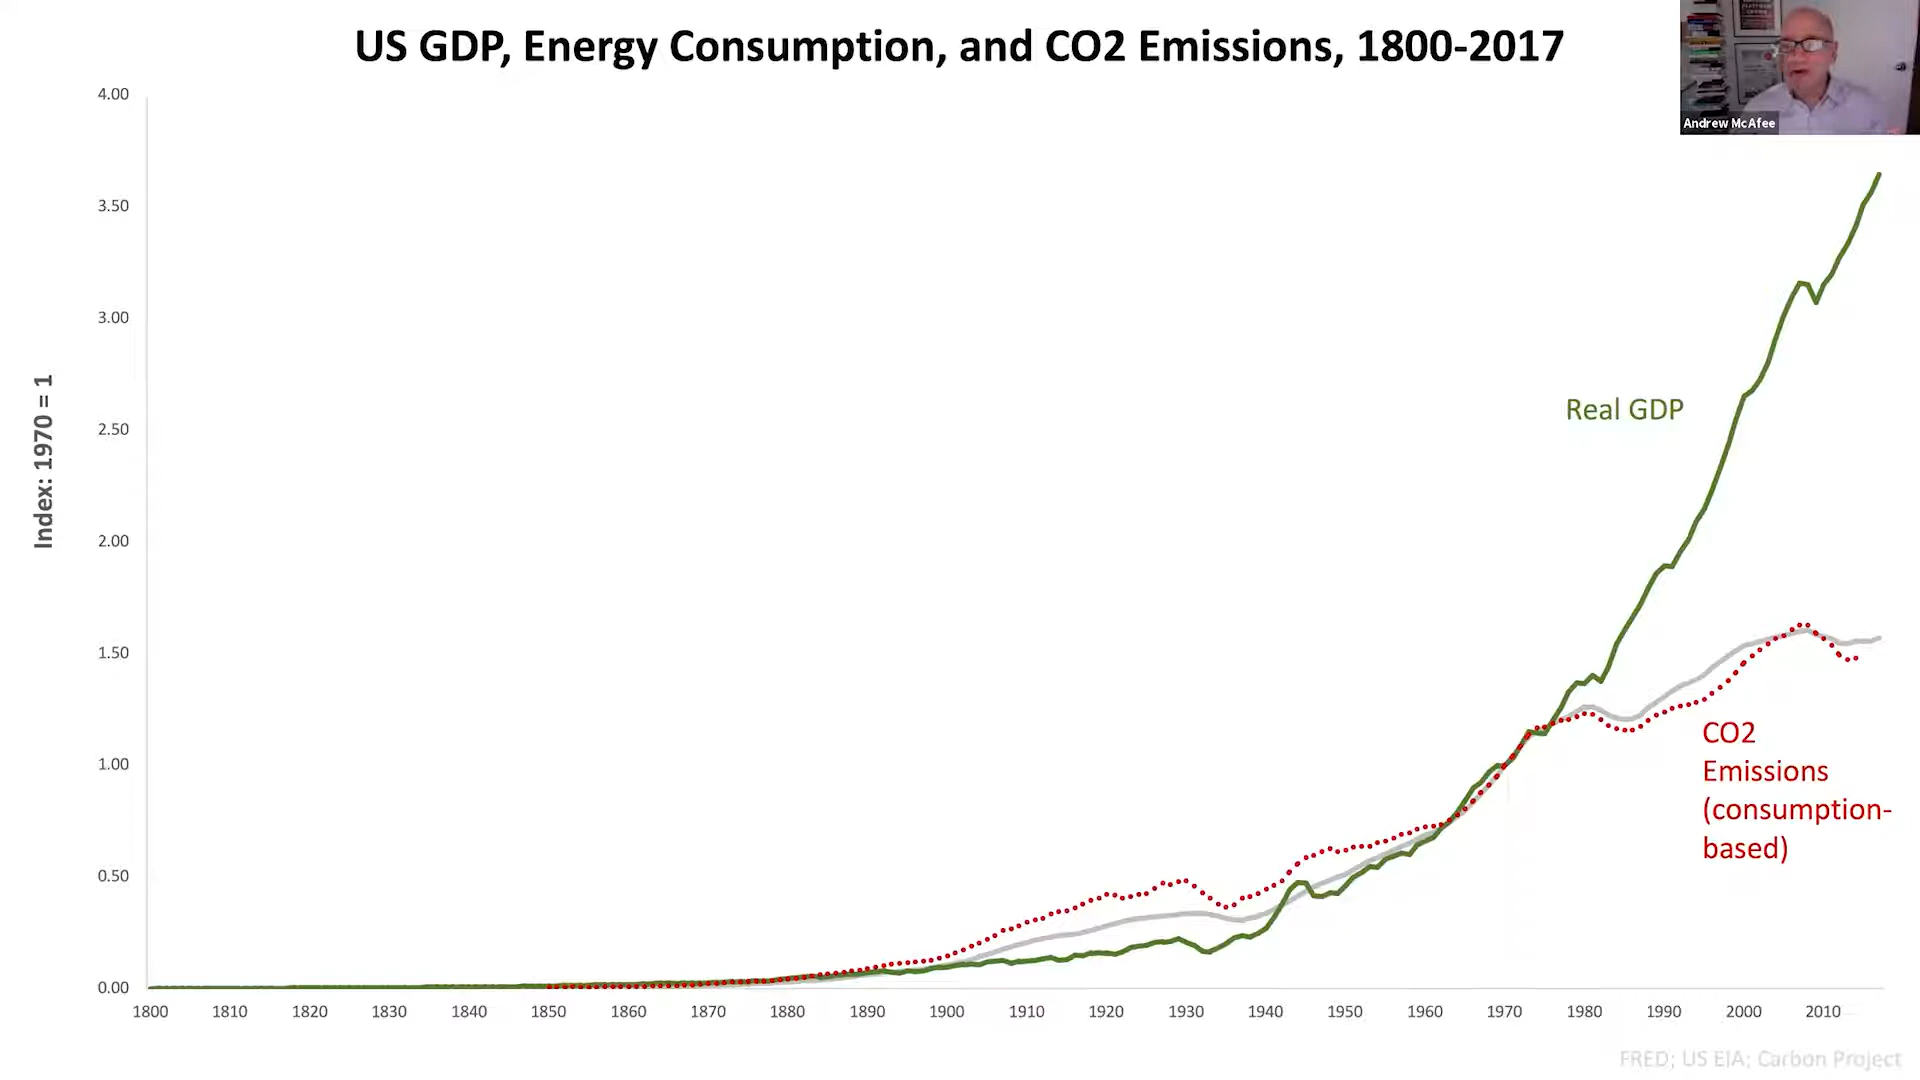 US GDP, Energy Consumption, and CO2 Emissions, 1800-2017
Andrew McAfee
4.00
3.50
3.00
2.50
2.00
1.50
1.00
0.50
0.00
Index: 1970 = 1
Real GDP
CO2
Emissions
(consumption-
based)
1800 1810 1820 1830 1840 1850 1860 1870 1880 1890 1900 1910 1920 1930 1940 1950 1960 1970 1980 1990 2000 2010
FRED; US EIA; Carbon Project